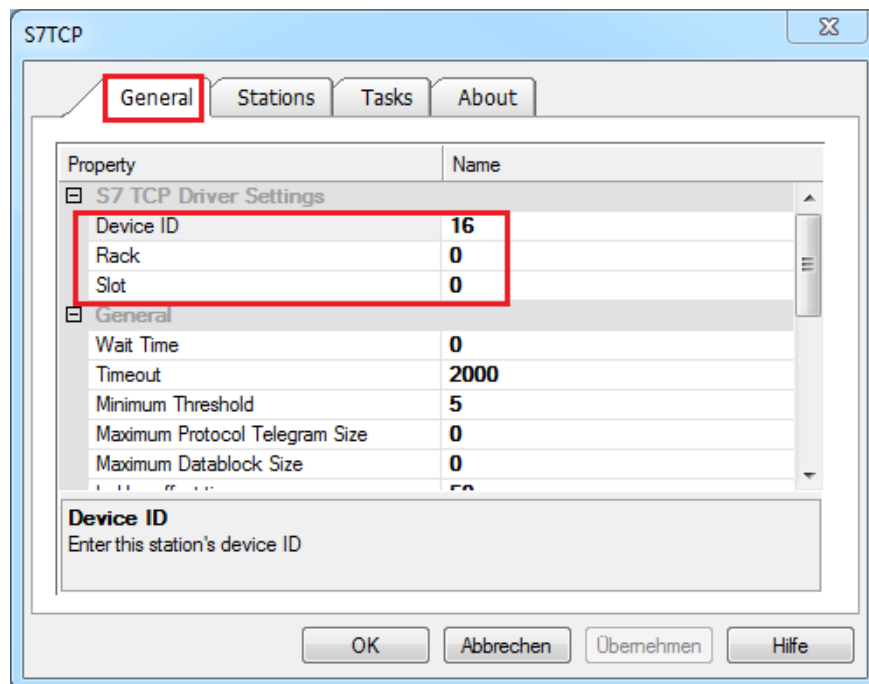 S7TCP
General Stations Tasks About
Property Name
S7 TCP Driver Settings
Device ID 16
Rack 0
Slot 0
General
Wait Time 0
Timeout 2000
Minimum Threshold 5
Maximum Protocol Telegram Size 0
Maximum Datablock Size 0
Device ID
Enter this station's device ID
OK Abbrechen Übernehmen Hilfe